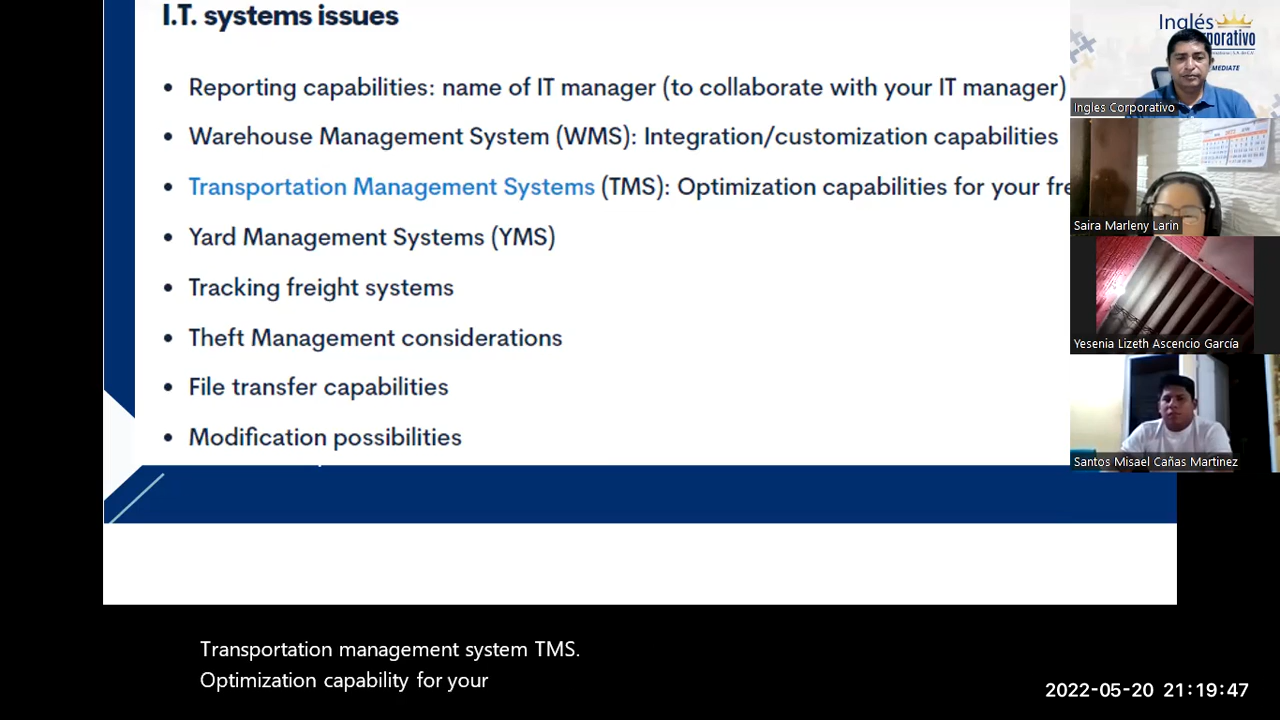 I.T. systems issues
• Reporting capabilities: name of IT manager (to collaborate with your IT manager)
• Warehouse Management System (WMS): Integration/customization capabilities
• Transportation Management Systems (TMS): Optimization capabilities for your fre
• Yard Management Systems (YMS)
• Tracking freight systems
• Theft Management considerations
• File transfer capabilities
• Modification possibilities
Inglés
orporativo
MEDIATE
Ingles Corporativo
Saira Marleny Larin
Yesenia Lizeth Ascencio García
Santos Misael Cañas Martinez
Transportation management system TMS.
Optimization capability for your
2022-05-20 21:19:47